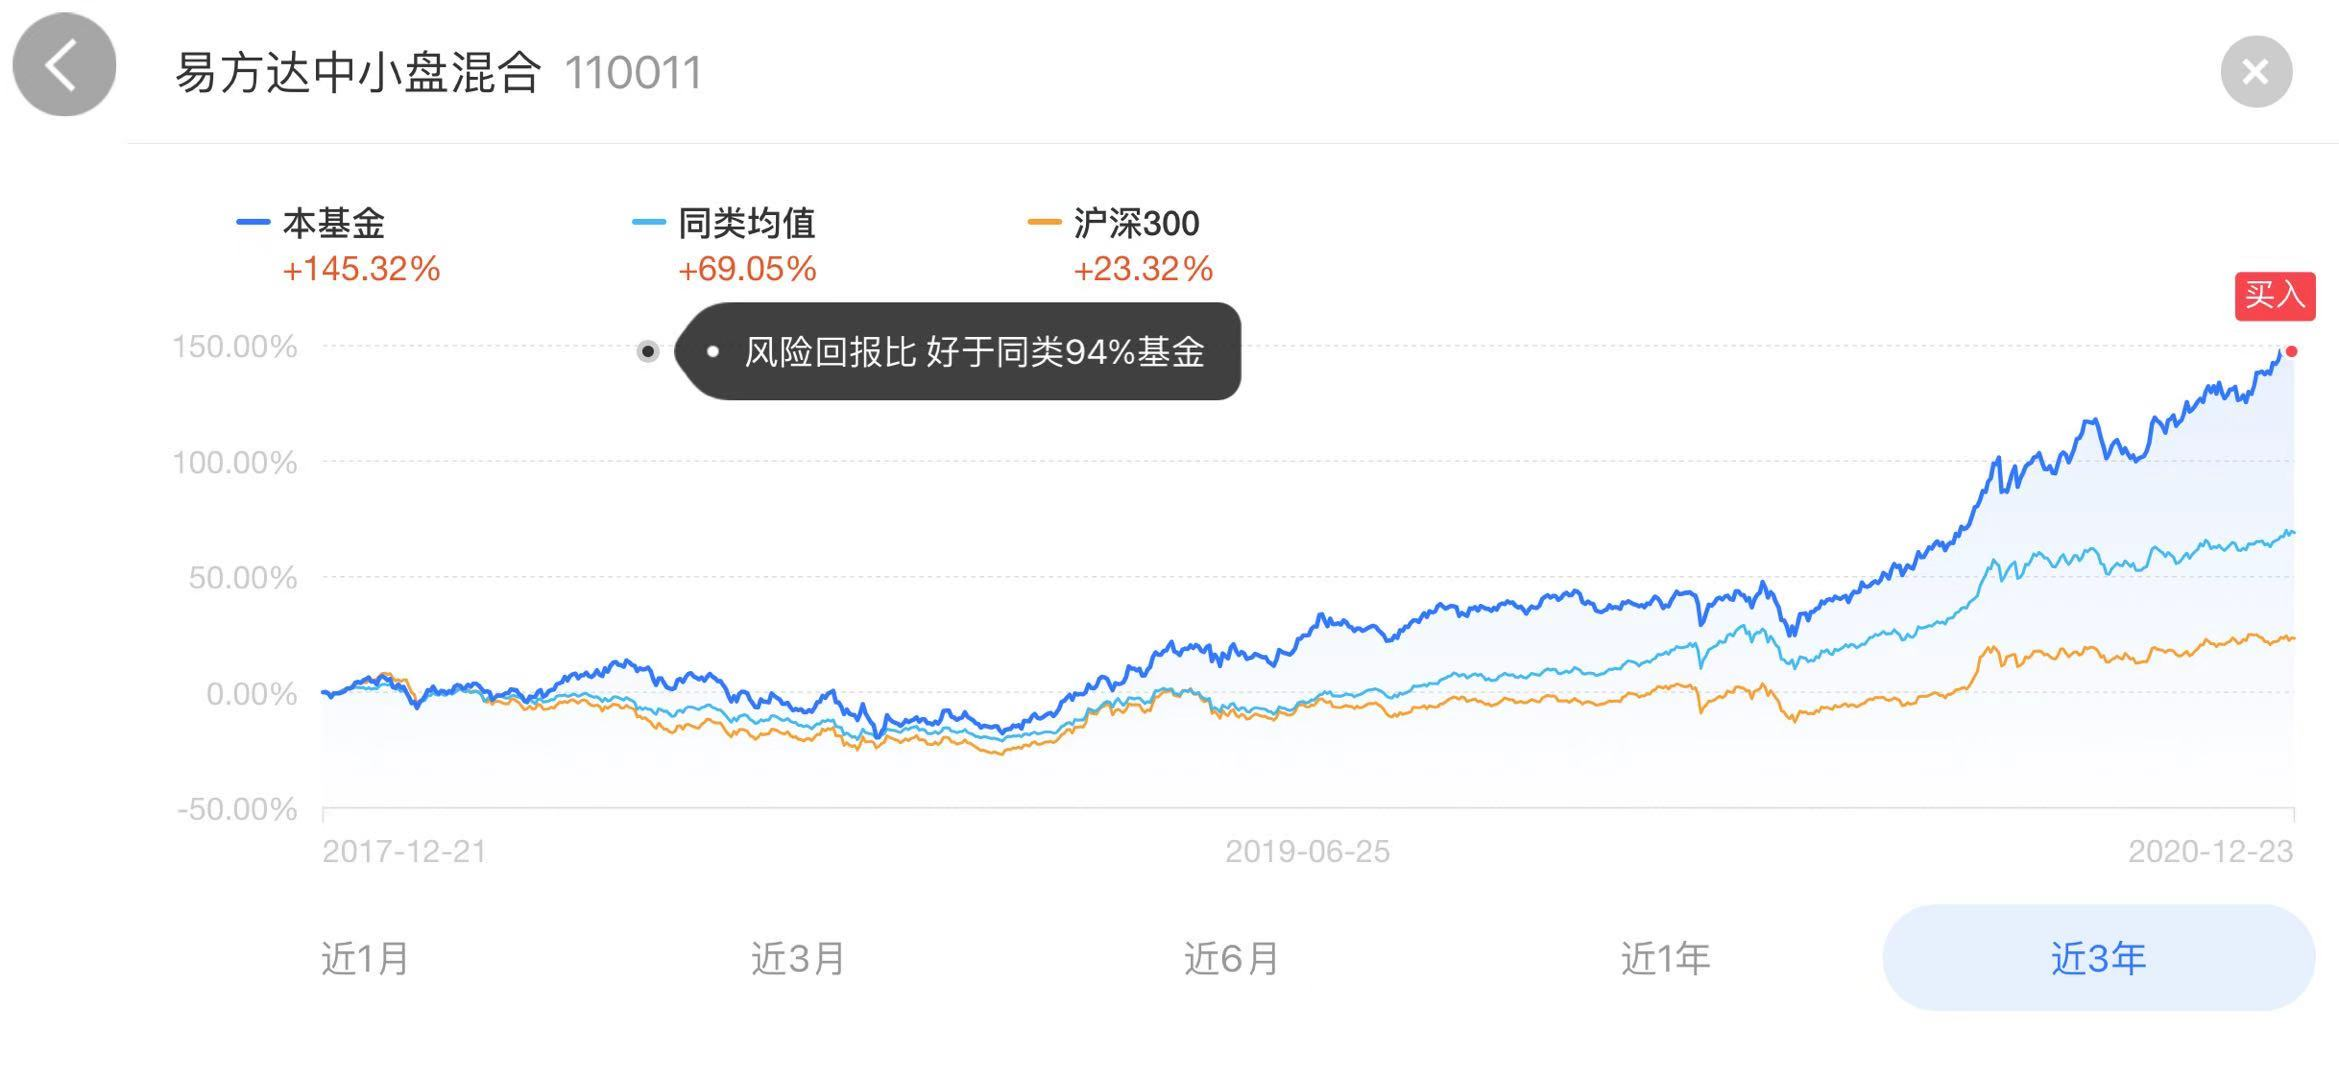 易方达中小盘混合 110011
本基金 同类均值 沪深300
+145.32% +69.05% +23.32%
买入
风险回报比 好于同类94%基金
150.00%
100.00%
50.00%
0.00%
-50.00%
2017-12-21 2019-06-25 2020-12-23
近1月 近3月 近6月 近1年 近3年